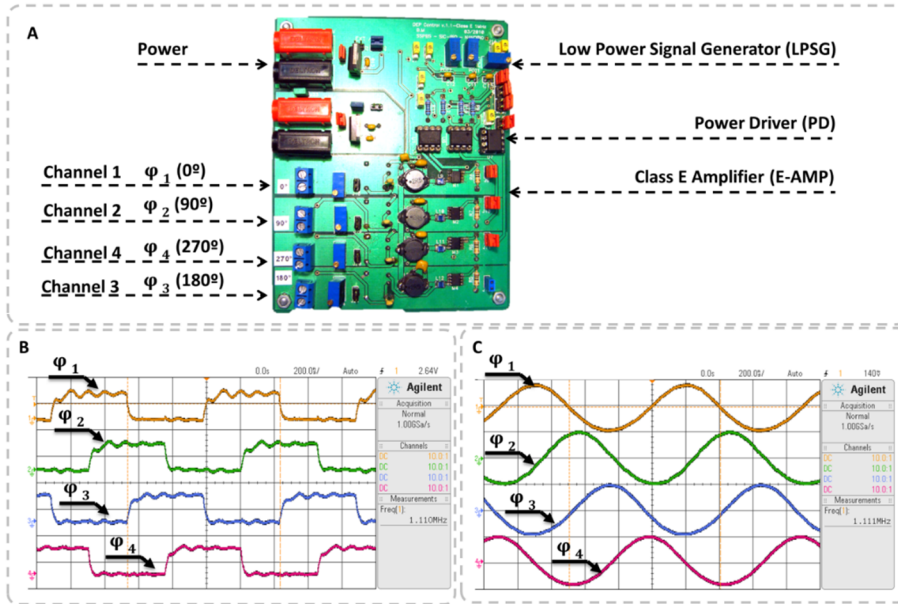 A
Power
Low Power Signal Generator (LPSG)
Power Driver (PD)
Class E Amplifier (E-AMP)
Channel 1 φ1 (0º)
Channel 2 φ2 (90º)
Channel 4 φ4 (270º)
Channel 3 φ3 (180º)
0°
90°
270°
180°
B
φ1
φ2
φ3
φ4
0.0s 200.0s/ Auto 1 2.64V
Agilent
Acquisition
Normal
1.00GSa/s
Channels
DC 10.0:1
DC 10.0:1
DC 10.0:1
DC 10.0:1
Measurements
Freq(1):
1.110MHz
C
φ1
φ2
φ3
φ4
0.0s 200.0s/ Auto 1
Agilent
Acquisition
Normal
1.00GSa/s
Channels
DC 10.0:1
DC 10.0:1
DC 10.0:1
DC 10.0:1
Measurements
Freq(1):
1.111MHz